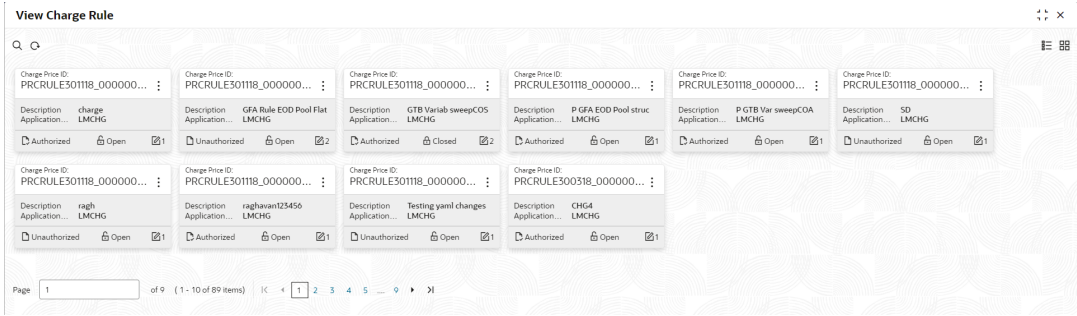 View Charge Rule
Charge Price ID: Charge Price ID: Charge Price ID: Charge Price ID: Charge Price ID: Charge Price ID:
PRCRULE301118_000000... PRCRULE301118_000000... PRCRULE301118_000000... PRCRULE301118_000000... PRCRULE301118_000000... PRCRULE301118_000000...
Description charge Description GFA Rule EOD Pool Flat Description GTB Variab sweepCOS Description P GFA EOD Pool struc Description P GTB Var sweepCOA Description SD
Application... LMCHG Application... LMCHG Application... LMCHG Application... LMCHG Application... LMCHG Application... LMCHG
Authorized Open 1 Unauthorized Open 2 Authorized Closed 2 Authorized Open 1 Authorized Open 1 Unauthorized Open 1
Charge Price ID: Charge Price ID: Charge Price ID: Charge Price ID:
PRCRULE301118_000000... PRCRULE301118_000000... PRCRULE301118_000000... PRCRULE300318_000000...
Description ragh Description raghavan123456 Description Testing yaml changes Description CHG4
Application... LMCHG Application... LMCHG Application... LMCHG Application... LMCHG
Unauthorized Open 1 Authorized Open 1 Unauthorized Open 1 Authorized Open 1
Page 1 of 9 (1 - 10 of 89 items) 1 2 3 4 5 ... 9